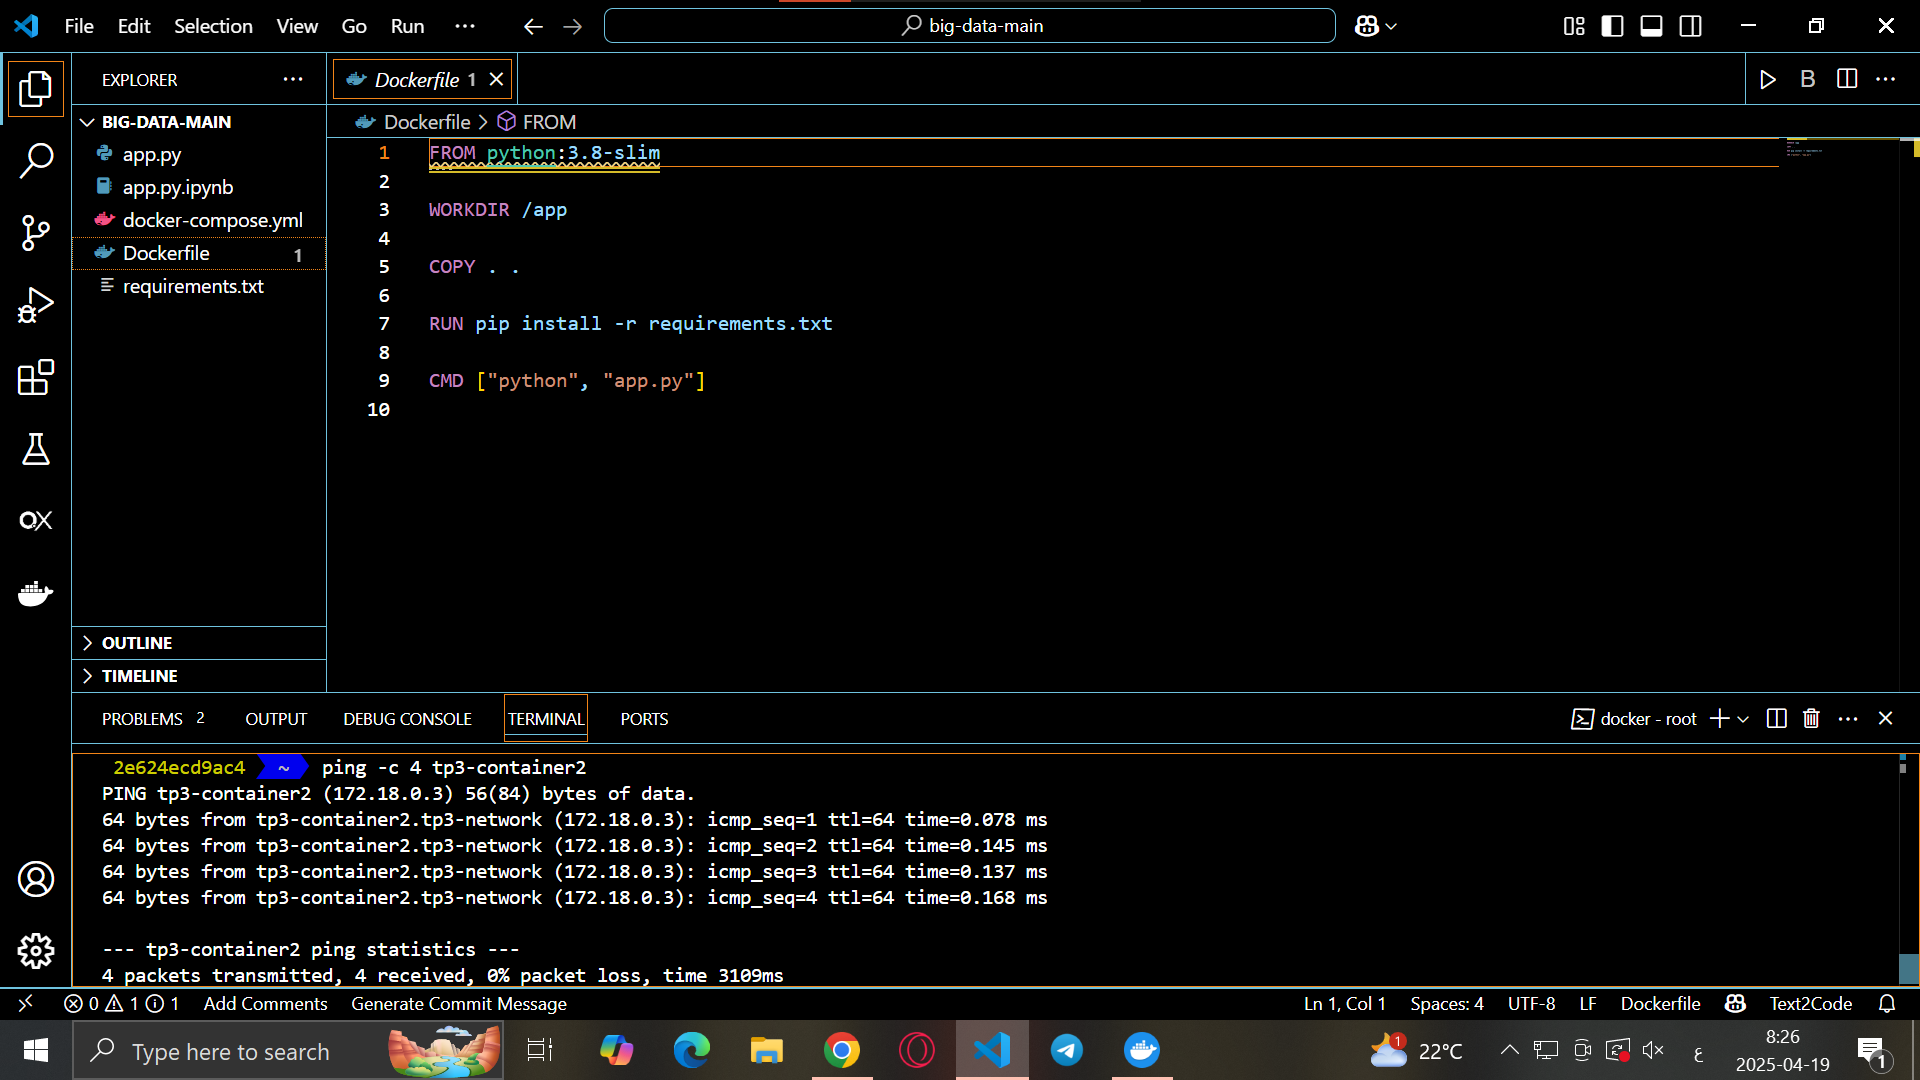 File Edit Selection View Go Run ··· big-data-main
EXPLORER ···
Dockerfile 1
B ···
BIG-DATA-MAIN
app.py
app.py.ipynb
docker-compose.yml
Dockerfile 1
requirements.txt
OUTLINE
TIMELINE
Dockerfile > FROM
1 FROM python:3.8-slim
2
3 WORKDIR /app
4
5 COPY . .
6
7 RUN pip install -r requirements.txt
8
9 CMD ["python", "app.py"]
10
PROBLEMS 2 OUTPUT DEBUG CONSOLE TERMINAL PORTS docker - root ···
2e624ecd9ac4 ~ ping -c 4 tp3-container2
PING tp3-container2 (172.18.0.3) 56(84) bytes of data.
64 bytes from tp3-container2.tp3-network (172.18.0.3): icmp_seq=1 ttl=64 time=0.078 ms
64 bytes from tp3-container2.tp3-network (172.18.0.3): icmp_seq=2 ttl=64 time=0.145 ms
64 bytes from tp3-container2.tp3-network (172.18.0.3): icmp_seq=3 ttl=64 time=0.137 ms
64 bytes from tp3-container2.tp3-network (172.18.0.3): icmp_seq=4 ttl=64 time=0.168 ms
--- tp3-container2 ping statistics ---
4 packets transmitted, 4 received, 0% packet loss, time 3109ms
0 1 1 Add Comments Generate Commit Message Ln 1, Col 1 Spaces: 4 UTF-8 LF Dockerfile Text2Code
Type here to search 1 22°C ع 8:26
2025-04-19 1